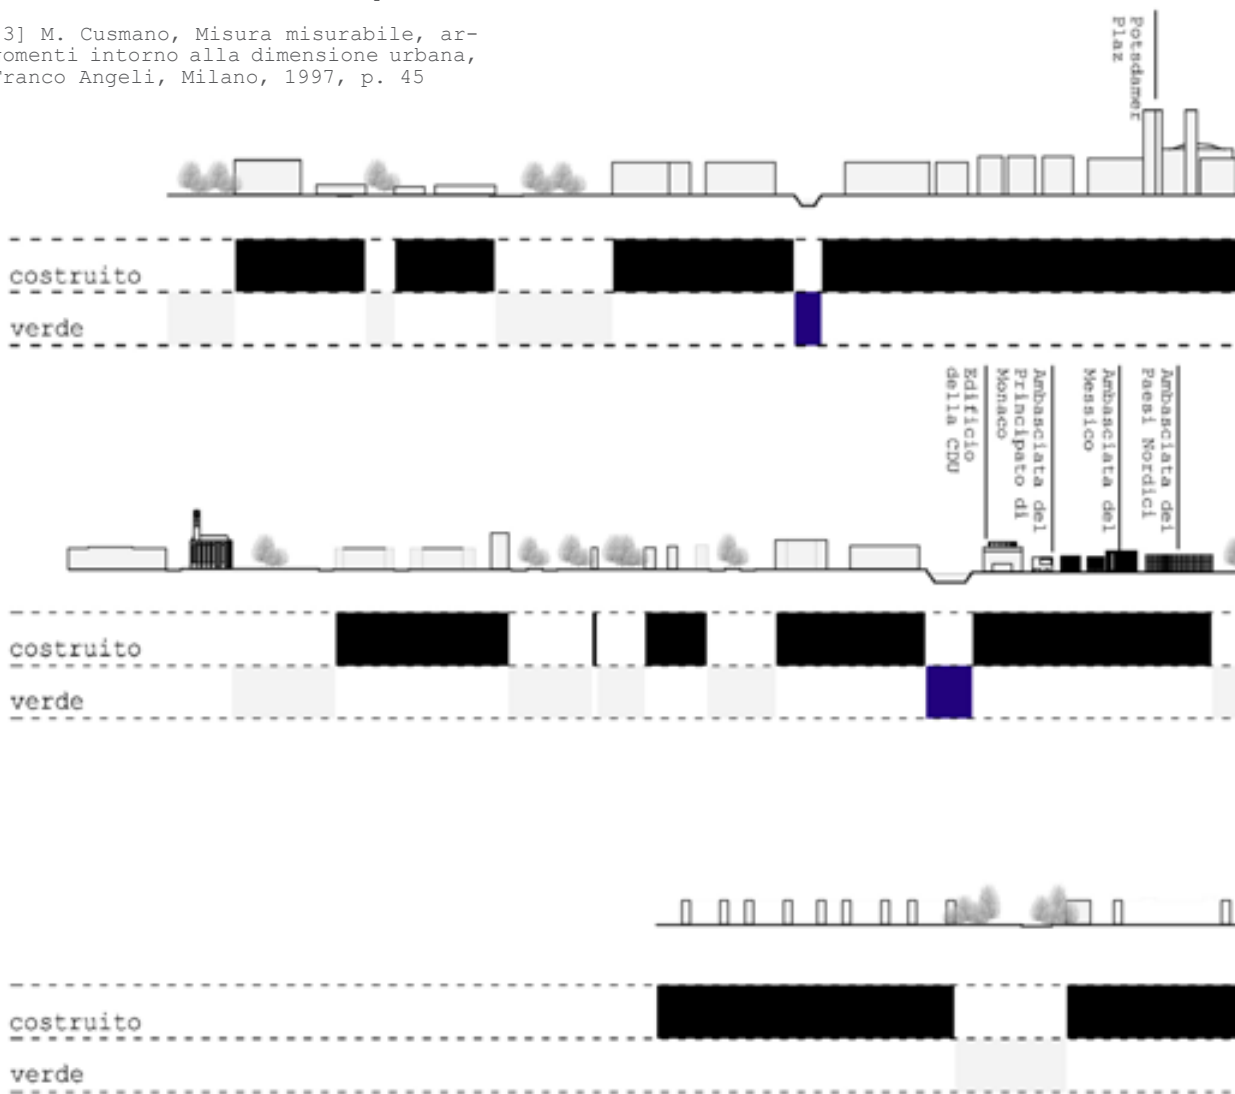 3] M. Cusmano, Misura misurabile, ar-
omenti intorno alla dimensione urbana,
ranco Angeli, Milano, 1997, p. 45
Potsdamer
Plaz
costruito
verde
Edificio
della CDU
Ambasciata del
Principato di
Monaco
Ambasciata del
Messico
Ambasciata dei
Paesi Nordici
costruito
verde
costruito
verde